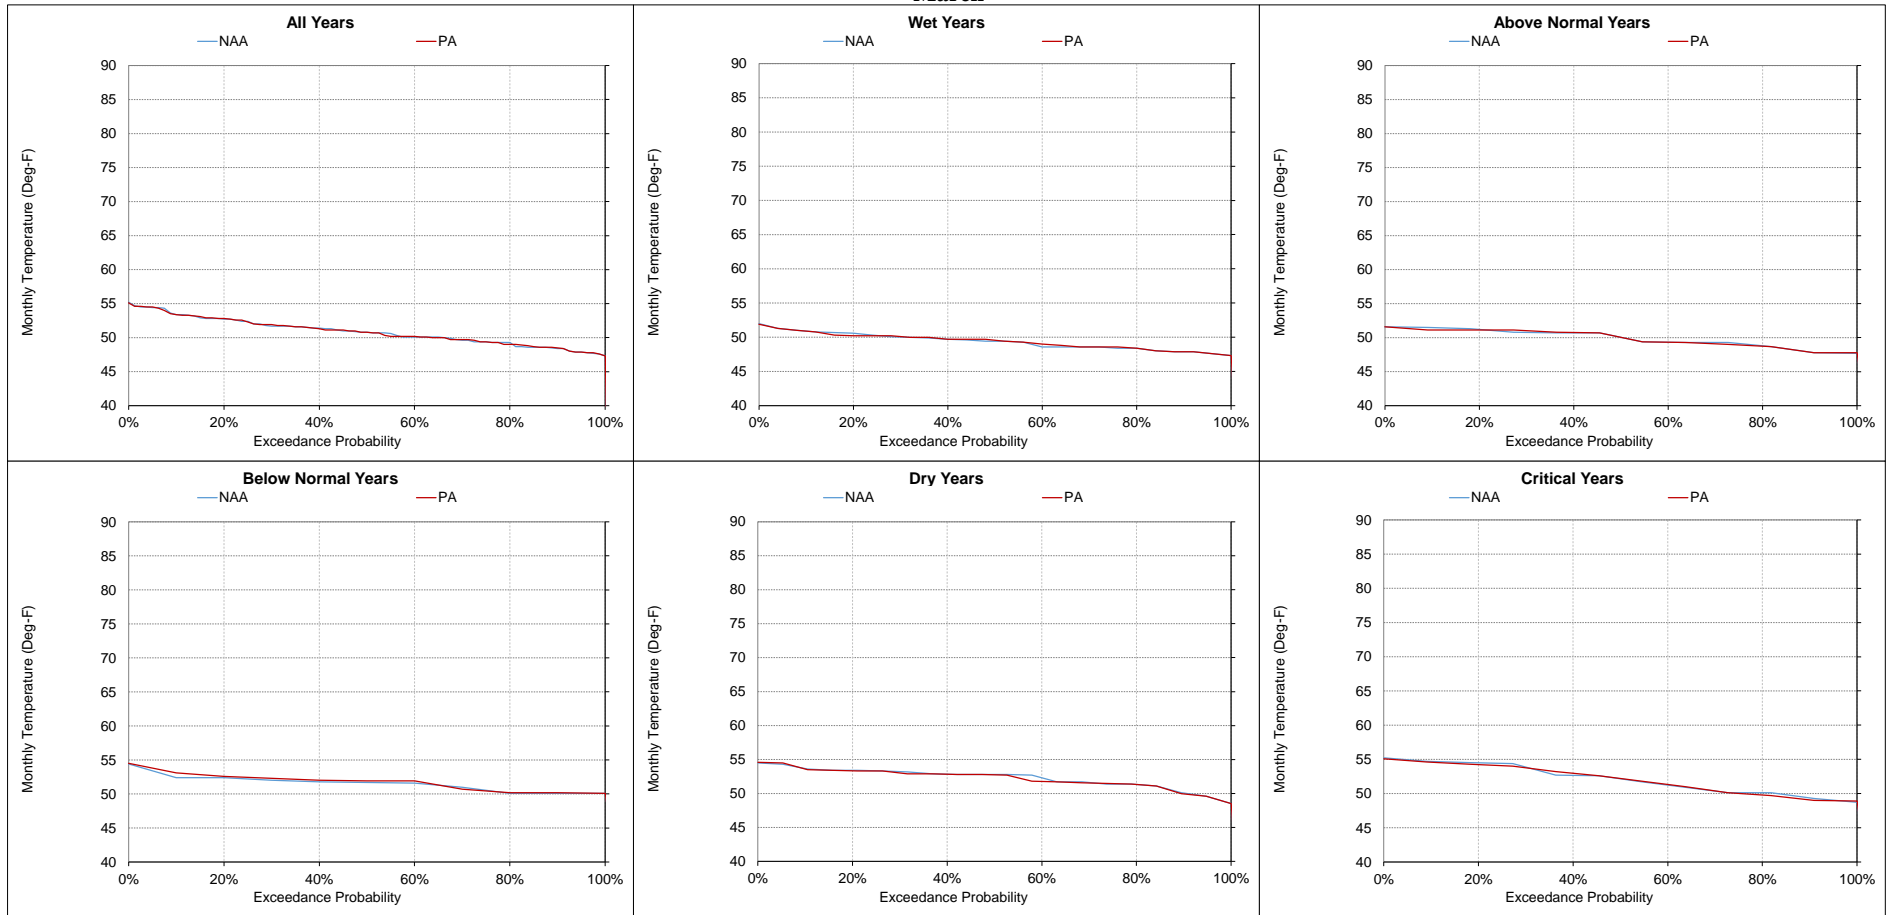 All Years
NAA PA
90
85
80
75
70
65
60
55
50
45
40
Monthly Temperature (Deg-F)
0% 20% 40% 60% 80% 100%
Exceedance Probability
Wet Years
NAA PA
90
85
80
75
70
65
60
55
50
45
40
Monthly Temperature (Deg-F)
0% 20% 40% 60% 80% 100%
Exceedance Probability
Above Normal Years
NAA PA
90
85
80
75
70
65
60
55
50
45
40
Monthly Temperature (Deg-F)
0% 20% 40% 60% 80% 100%
Exceedance Probability
Below Normal Years
NAA PA
90
85
80
75
70
65
60
55
50
45
40
Monthly Temperature (Deg-F)
0% 20% 40% 60% 80% 100%
Exceedance Probability
Dry Years
NAA PA
90
85
80
75
70
65
60
55
50
45
40
Monthly Temperature (Deg-F)
0% 20% 40% 60% 80% 100%
Exceedance Probability
Critical Years
NAA PA
90
85
80
75
70
65
60
55
50
45
40
Monthly Temperature (Deg-F)
0% 20% 40% 60% 80% 100%
Exceedance Probability